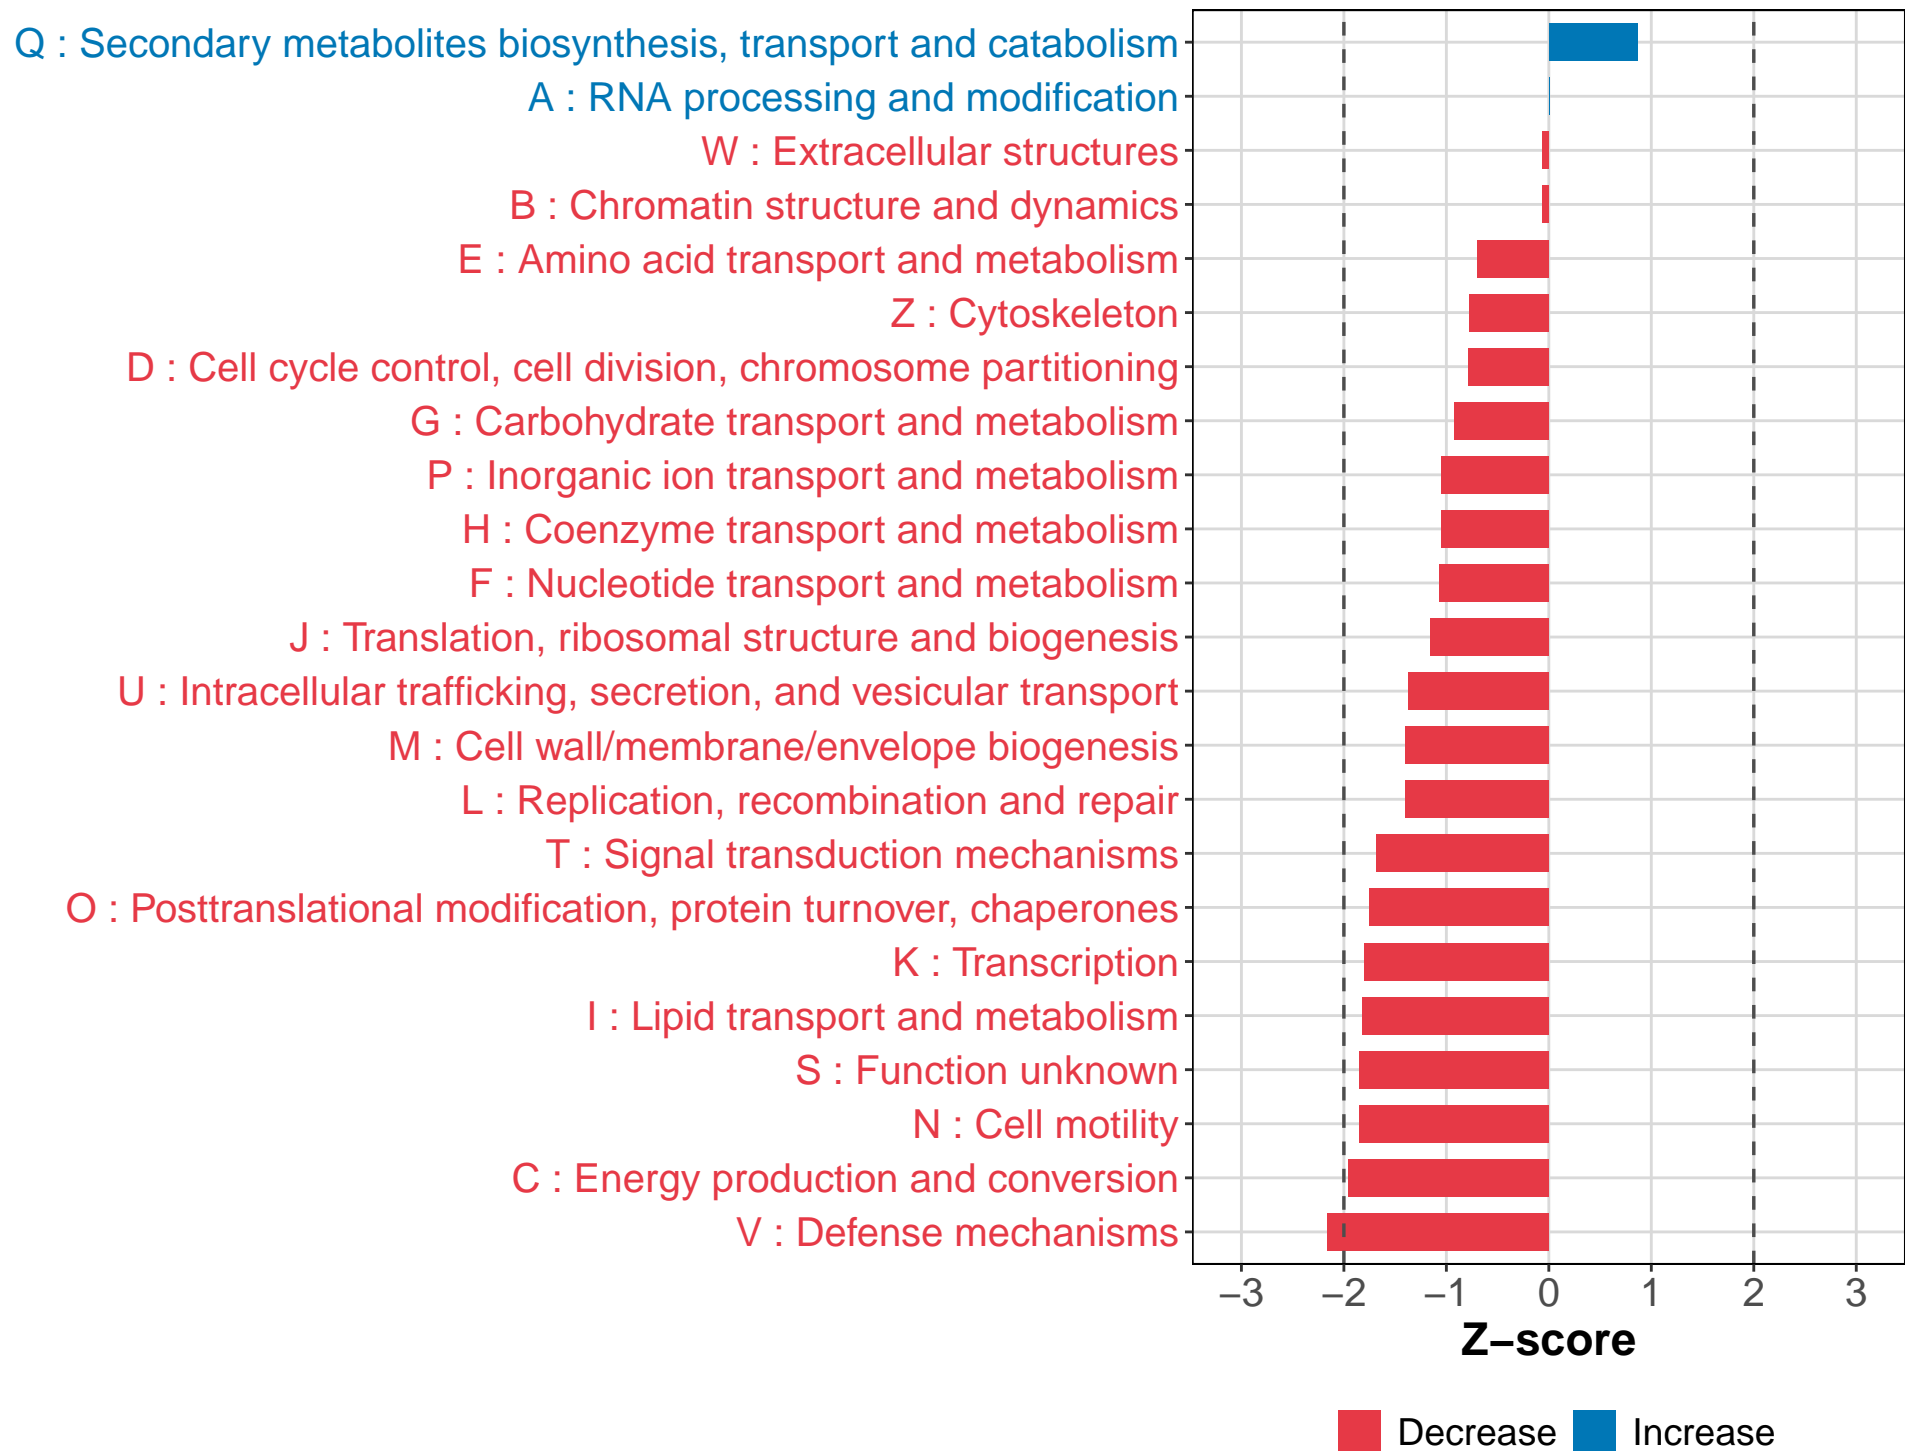 Q : Secondary metabolites biosynthesis, transport and catabolism
A : RNA processing and modification
W : Extracellular structures
B : Chromatin structure and dynamics
E : Amino acid transport and metabolism
Z : Cytoskeleton
D : Cell cycle control, cell division, chromosome partitioning
G : Carbohydrate transport and metabolism
P : Inorganic ion transport and metabolism
H : Coenzyme transport and metabolism
F : Nucleotide transport and metabolism
J : Translation, ribosomal structure and biogenesis
U : Intracellular trafficking, secretion, and vesicular transport
M : Cell wall/membrane/envelope biogenesis
L : Replication, recombination and repair
T : Signal transduction mechanisms
O : Posttranslational modification, protein turnover, chaperones
K : Transcription
I : Lipid transport and metabolism
S : Function unknown
N : Cell motility
C : Energy production and conversion
V : Defense mechanisms
−3 −2 −1 0 1 2 3
Z−score
Decrease Increase